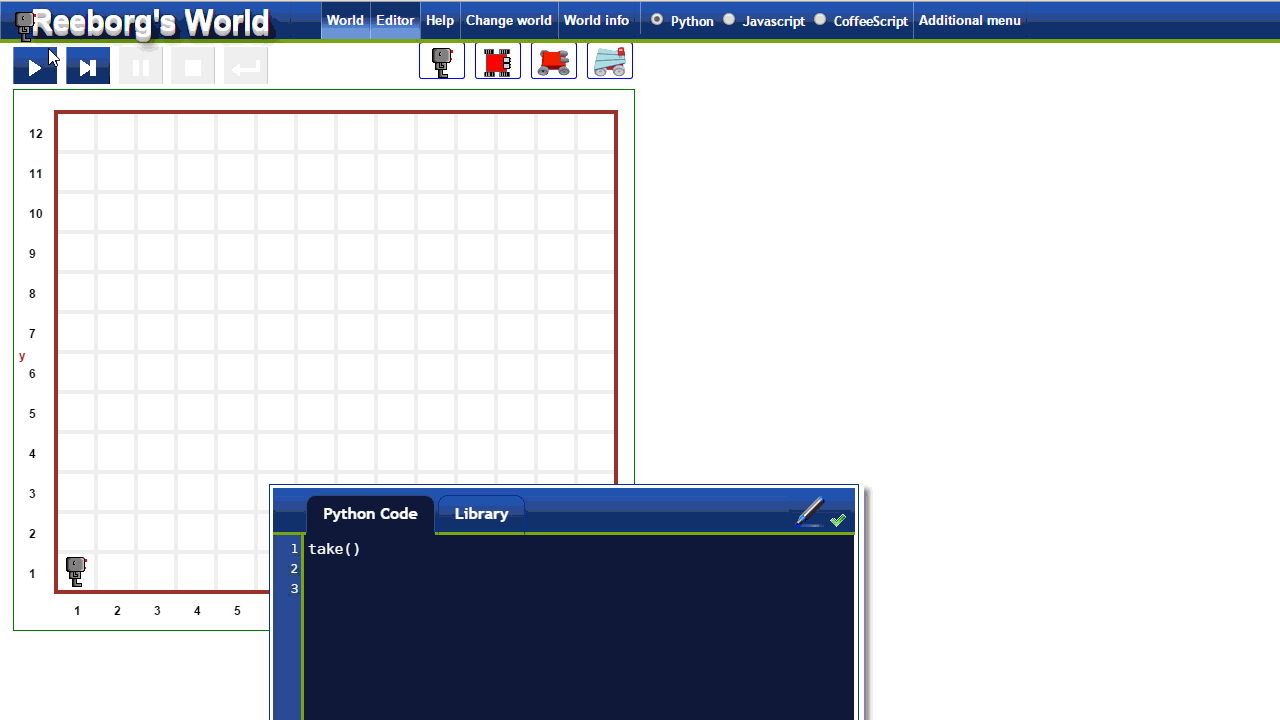 Reeborg's World
World Editor Help Change world World info Python Javascript CoffeeScript Additional menu
12
11
10
9
8
7
y
6
5
4
3
2
1
1 2 3 4 5
Python Code Library
1 take()
2
3